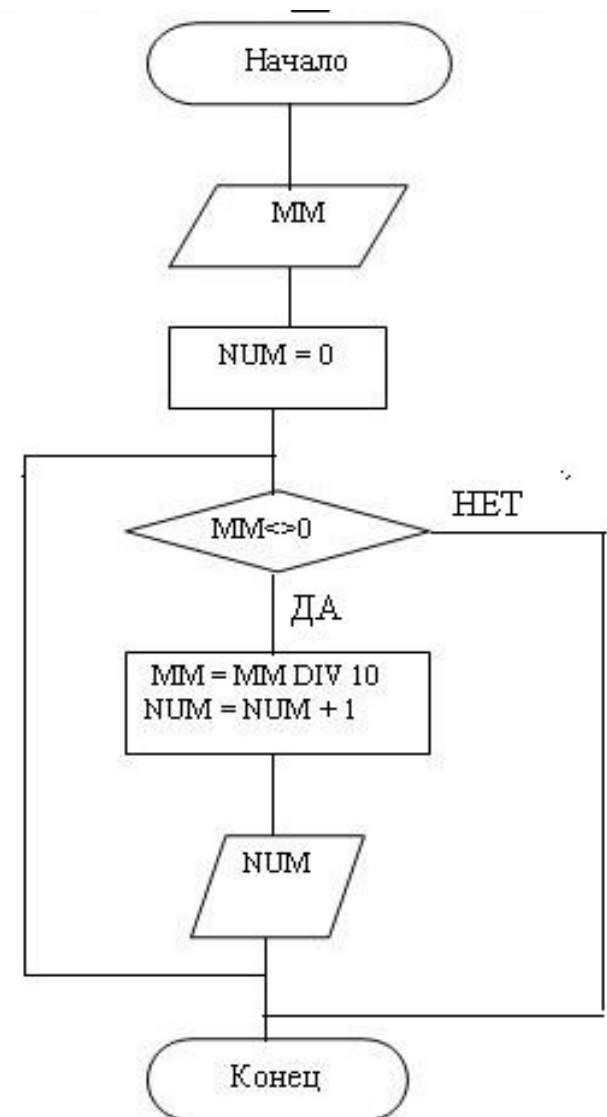 Начало
MM
NUM = 0
MM<>0
НЕТ
ДА
MM = MM DIV 10
NUM = NUM + 1
NUM
Конец